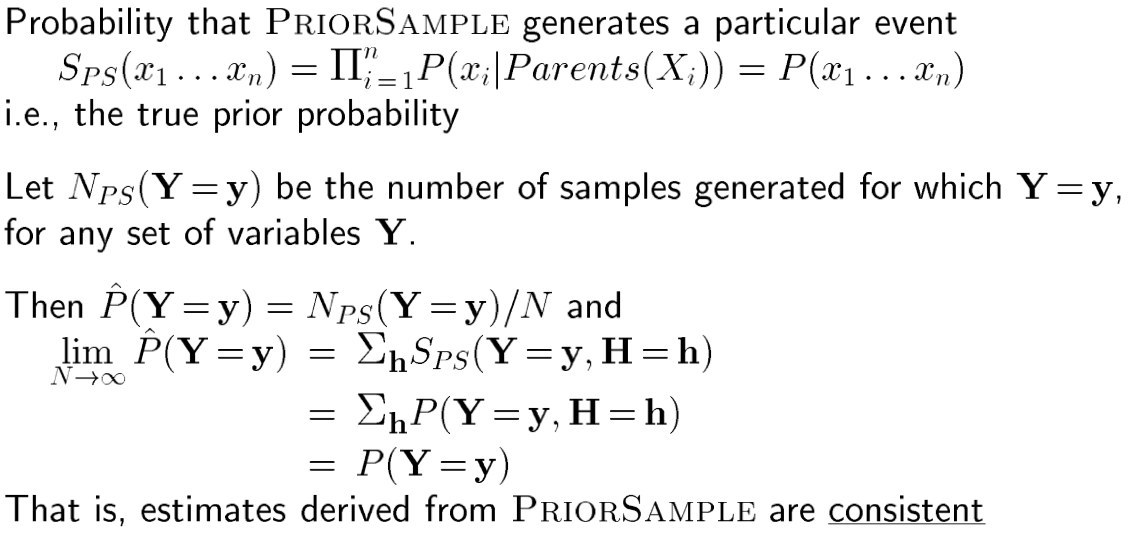 Probability that PRIORSAMPLE generates a particular event
S_PS(x_1 … x_n) = ∏_{i=1}^n P(x_i|Parents(X_i)) = P(x_1 … x_n)
i.e., the true prior probability
Let N_PS(Y = y) be the number of samples generated for which Y = y,
for any set of variables Y.
Then P̂(Y = y) = N_PS(Y = y)/N and
lim_{N→∞} P̂(Y = y) = Σ_h S_PS(Y = y, H = h)
= Σ_h P(Y = y, H = h)
= P(Y = y)
That is, estimates derived from PRIORSAMPLE are consistent